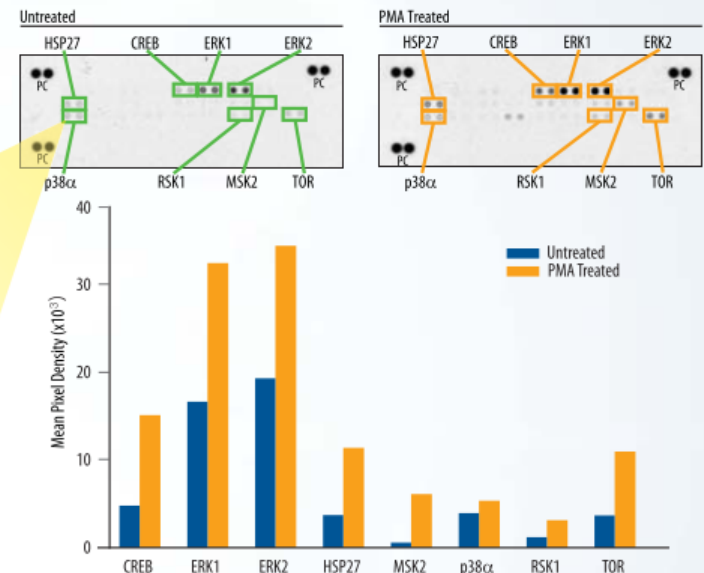 Untreated
PMA Treated
HSP27 CREB ERK1 ERK2
HSP27 CREB ERK1 ERK2
PC PC
PC PC
PC
PC
p38α RSK1 MSK2 TOR
p38α RSK1 MSK2 TOR
40
30
20
10
0
Mean Pixel Density (x10³)
Untreated
PMA Treated
CREB ERK1 ERK2 HSP27 MSK2 p38α RSK1 TOR